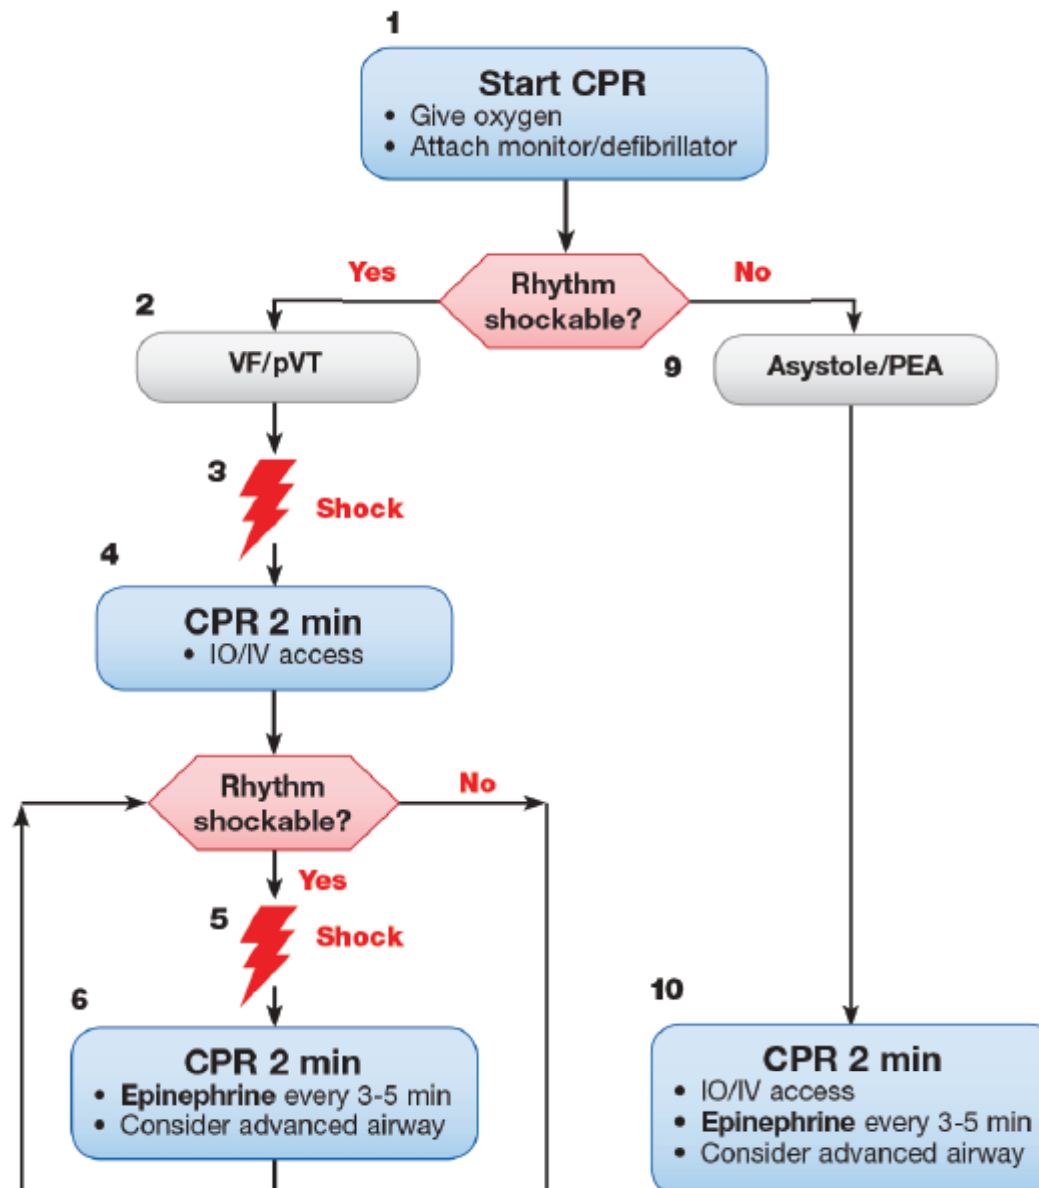 1
Start CPR
• Give oxygen
• Attach monitor/defibrillator
Rhythm
shockable?
Yes
No
2
VF/pVT
9
Asystole/PEA
3
Shock
4
CPR 2 min
• IO/IV access
Rhythm
shockable?
No
Yes
5
Shock
6
CPR 2 min
• Epinephrine every 3-5 min
• Consider advanced airway
10
CPR 2 min
• IO/IV access
• Epinephrine every 3-5 min
• Consider advanced airway